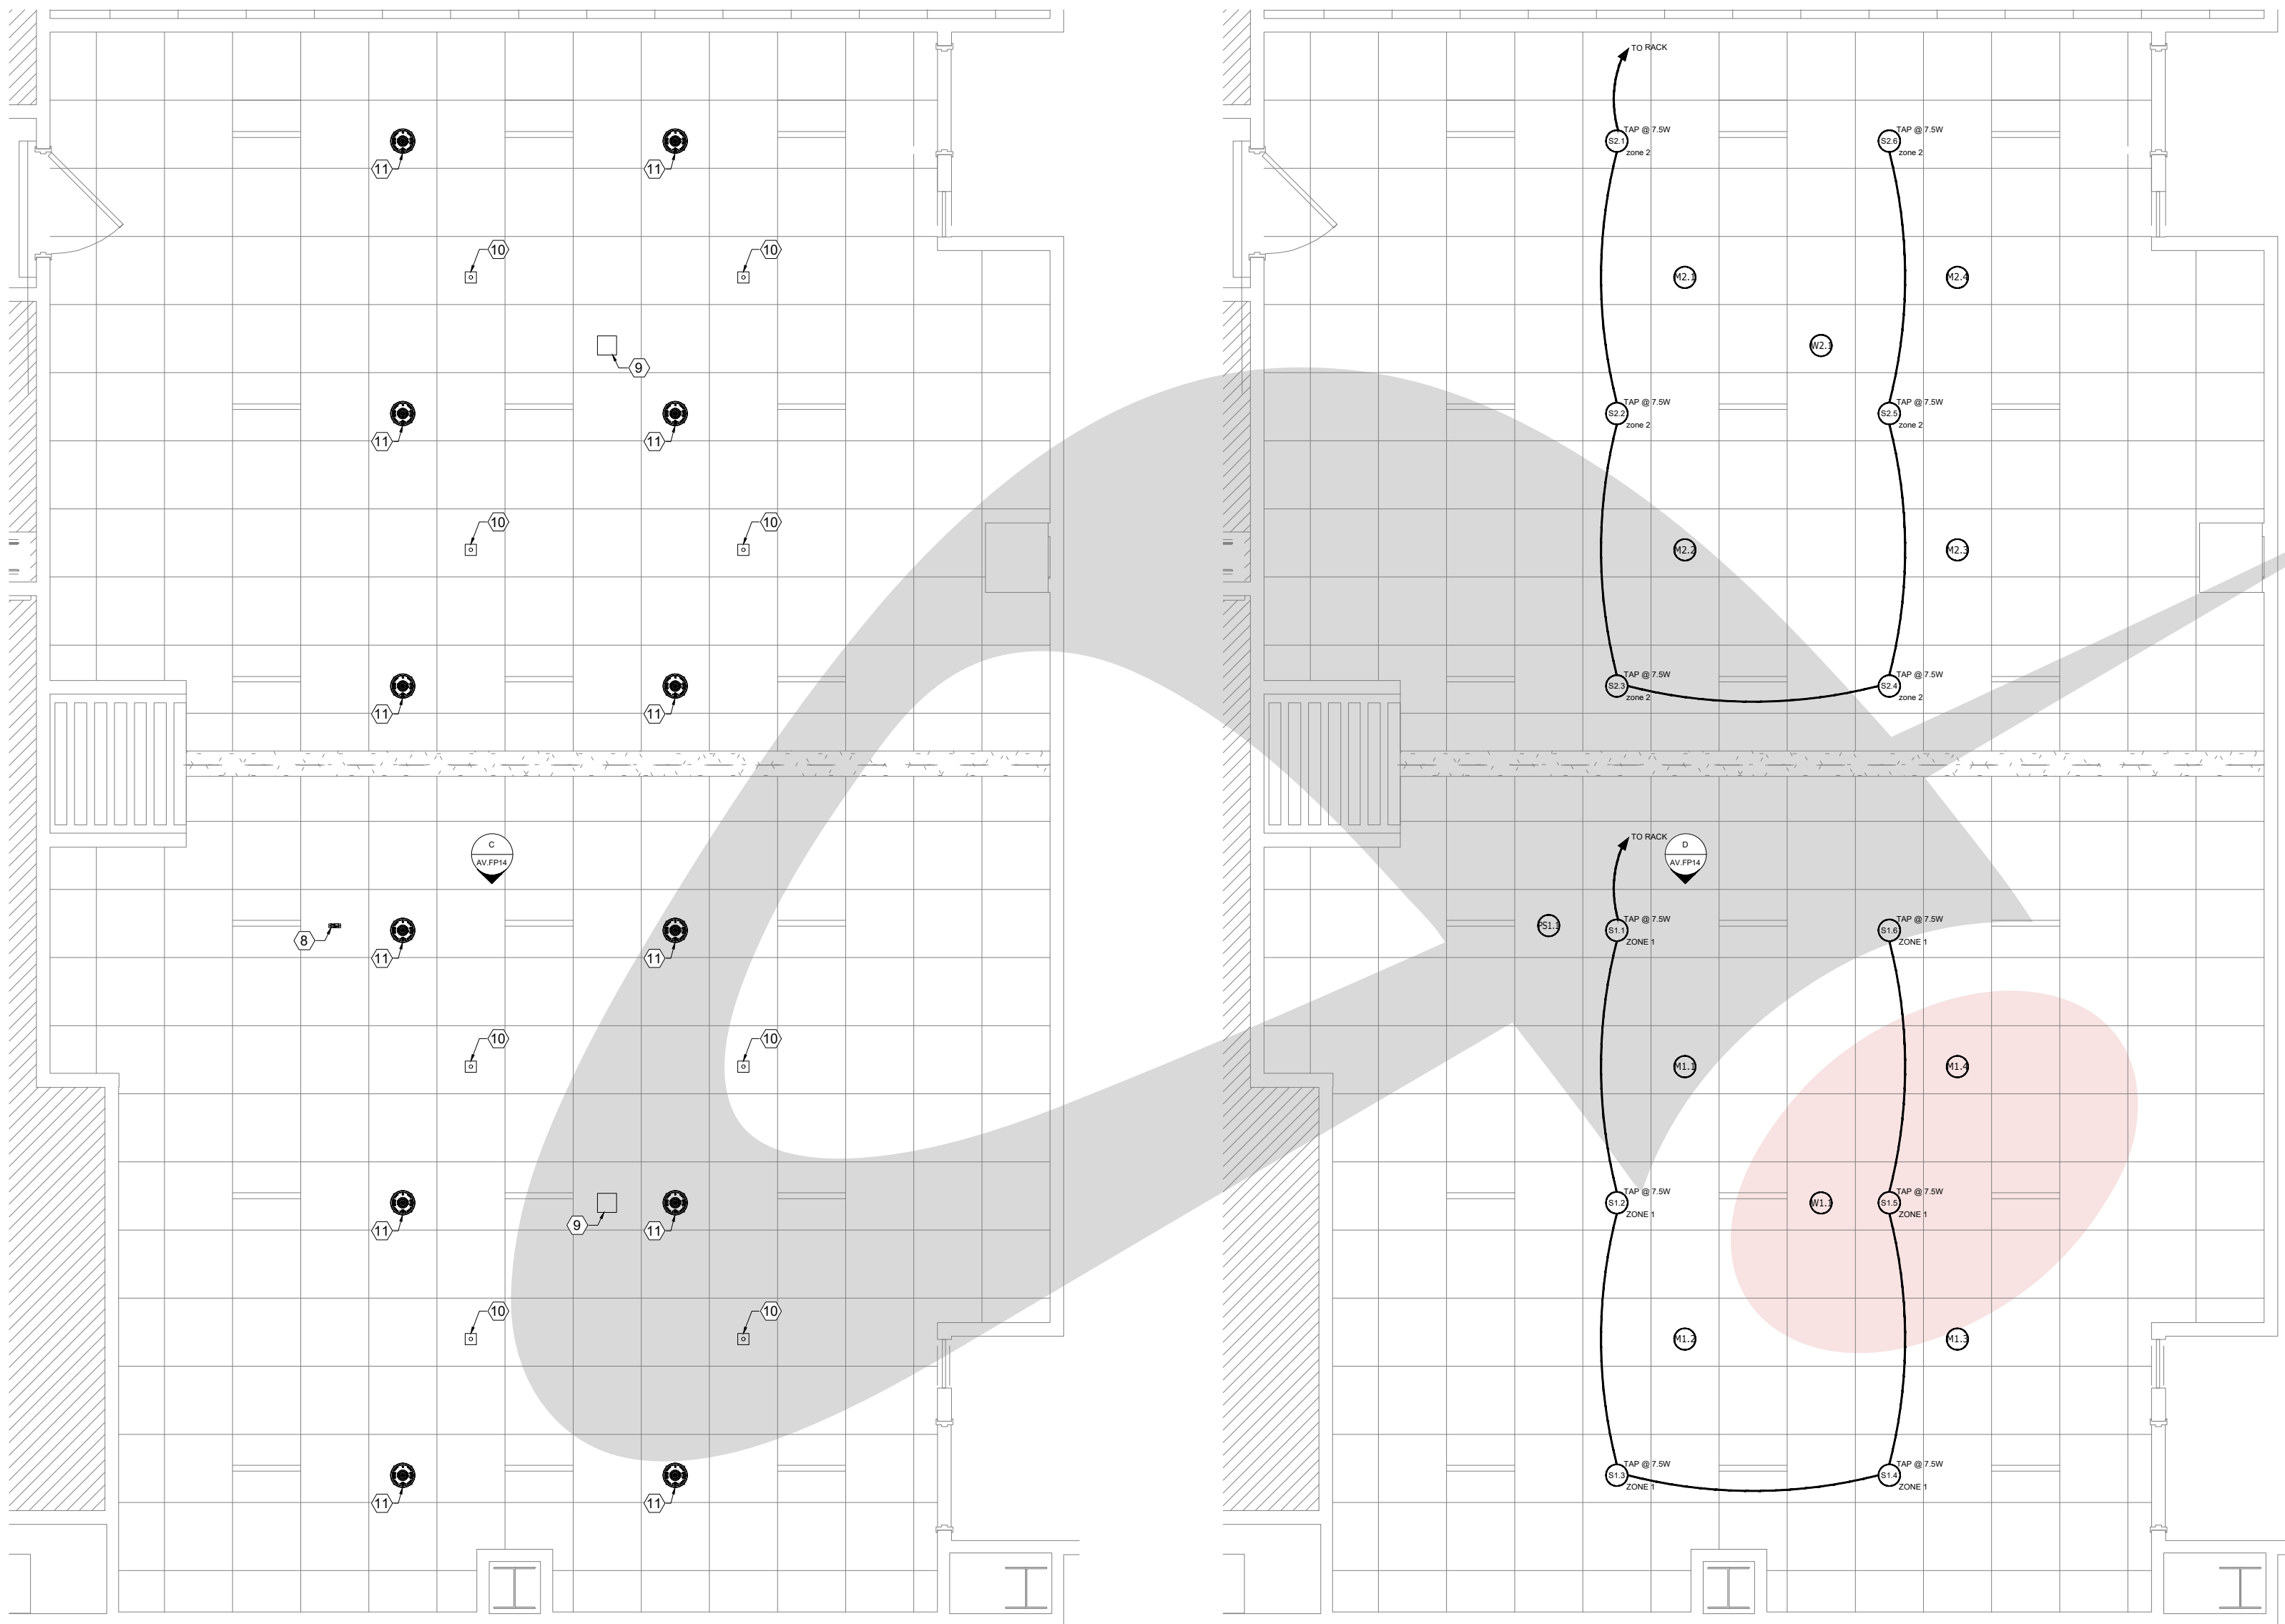 11
11
10
10
9
11
11
10
10
11
11
C
AV.FP14
8
11
11
10
10
9
11
11
10
10
11
11
TO RACK
S2.1
TAP @ 7.5W
zone 2
S2.6
TAP @ 7.5W
zone 2
M2.1
M2.4
W2.1
S2.2
TAP @ 7.5W
zone 2
S2.5
TAP @ 7.5W
zone 2
M2.2
M2.3
S2.3
TAP @ 7.5W
zone 2
S2.4
TAP @ 7.5W
zone 2
TO RACK
D
AV.FP14
PS1.1
S1.1
TAP @ 7.5W
ZONE 1
S1.6
TAP @ 7.5W
ZONE 1
M1.1
M1.4
S1.2
TAP @ 7.5W
ZONE 1
W1.1
S1.5
TAP @ 7.5W
ZONE 1
M1.2
M1.3
S1.3
TAP @ 7.5W
ZONE 1
S1.4
TAP @ 7.5W
ZONE 1